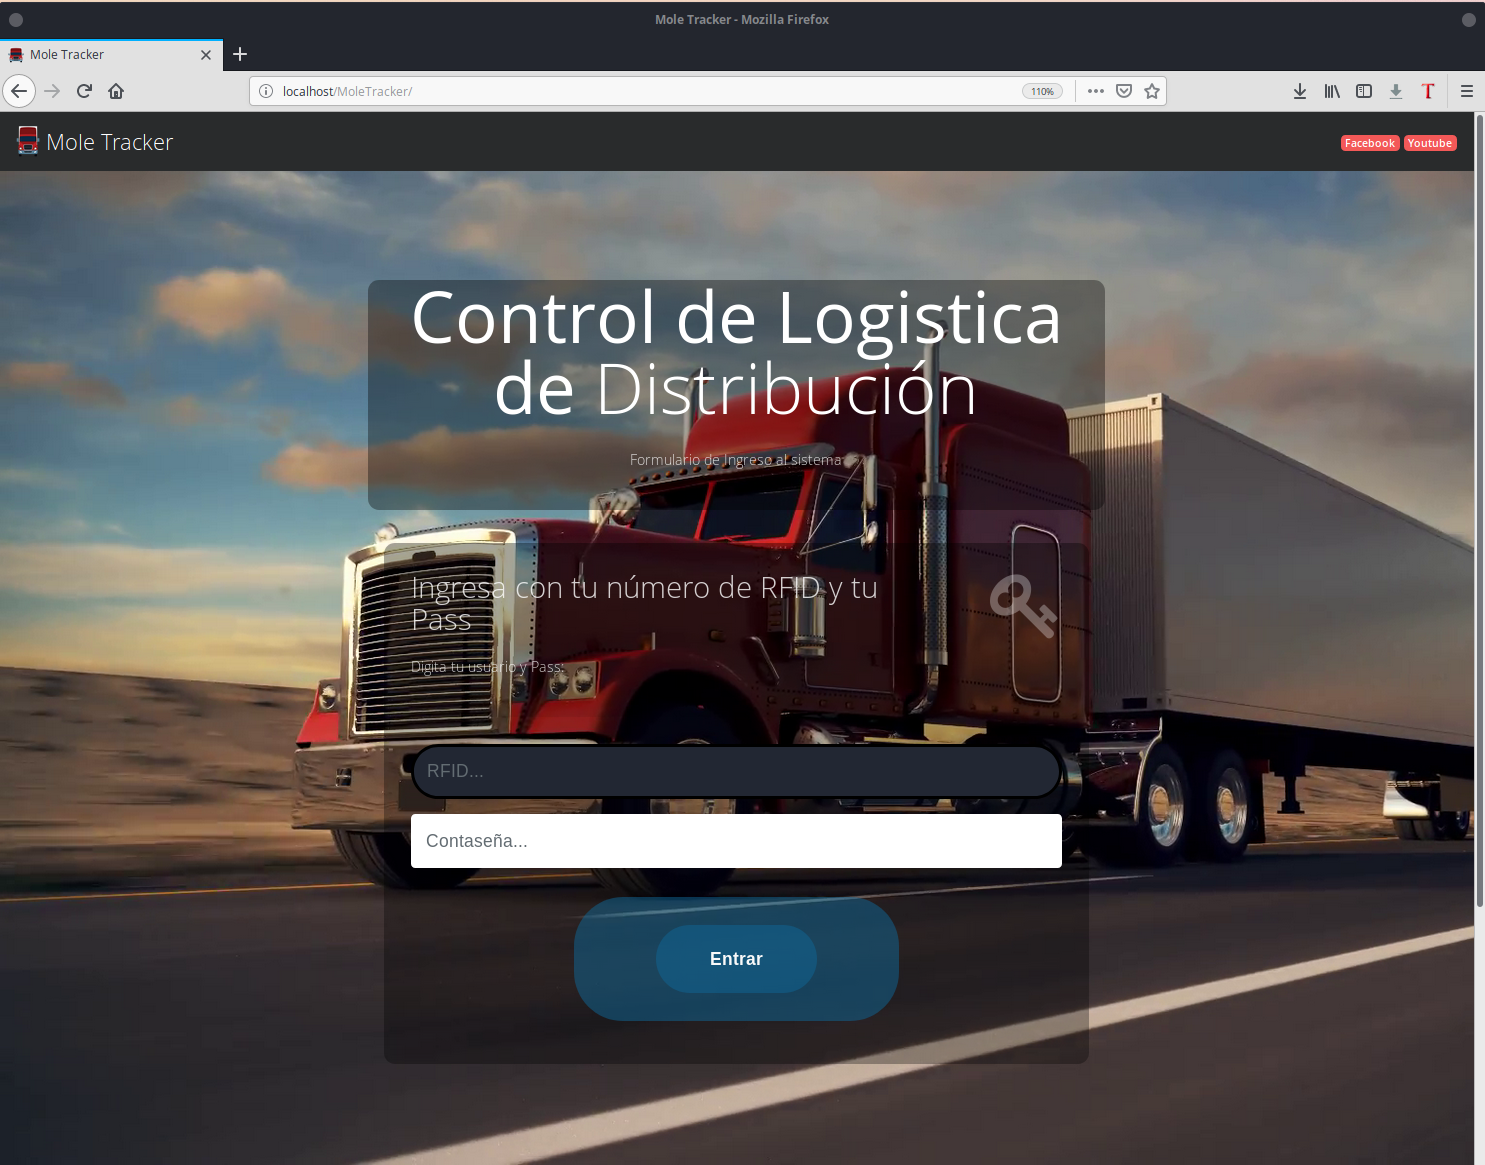 Mole Tracker - Mozilla Firefox
Mole Tracker
localhost/MoleTracker/
110%
T
Mole Tracker
Facebook Youtube
Control de Logistica
de Distribución
Formulario de Ingreso al sistema
Ingresa con tu número de RFID y tu
Pass
Digita tu usuario y Pass:
RFID...
Contaseña...
Entrar